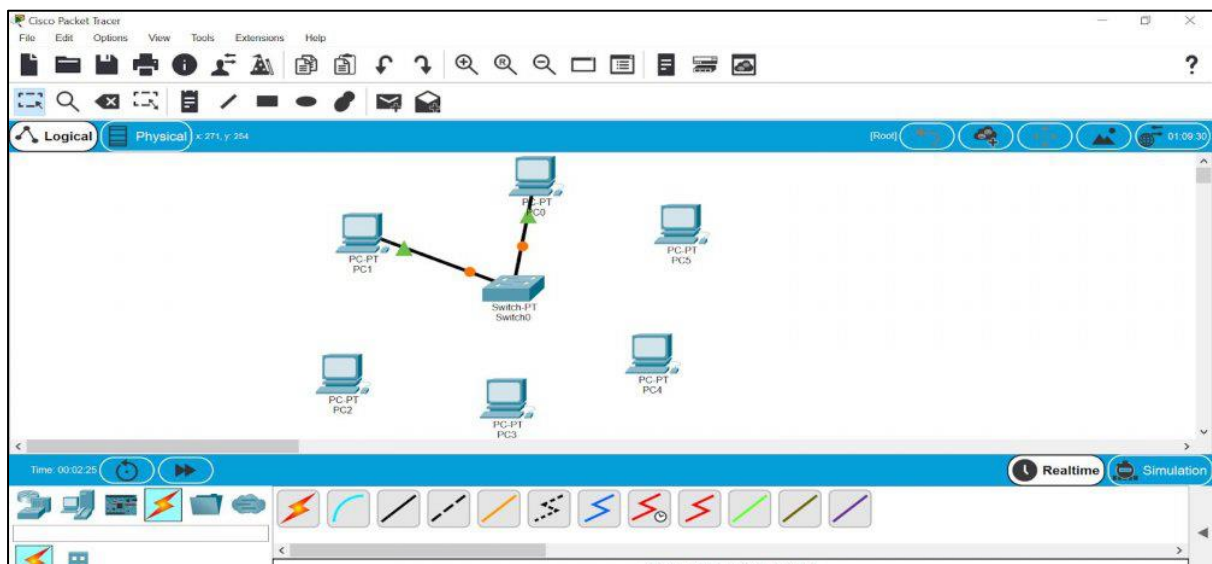 Cisco Packet Tracer
File Edit Options View Tools Extensions Help
?
Logical Physical x: 271, y: 254 [Root] 01:09:30
PC-PT
PC0
PC-PT
PC1
PC-PT
PC5
Switch-PT
Switch0
PC-PT
PC4
PC-PT
PC2
PC-PT
PC3
Time: 00:02:25 Realtime Simulation